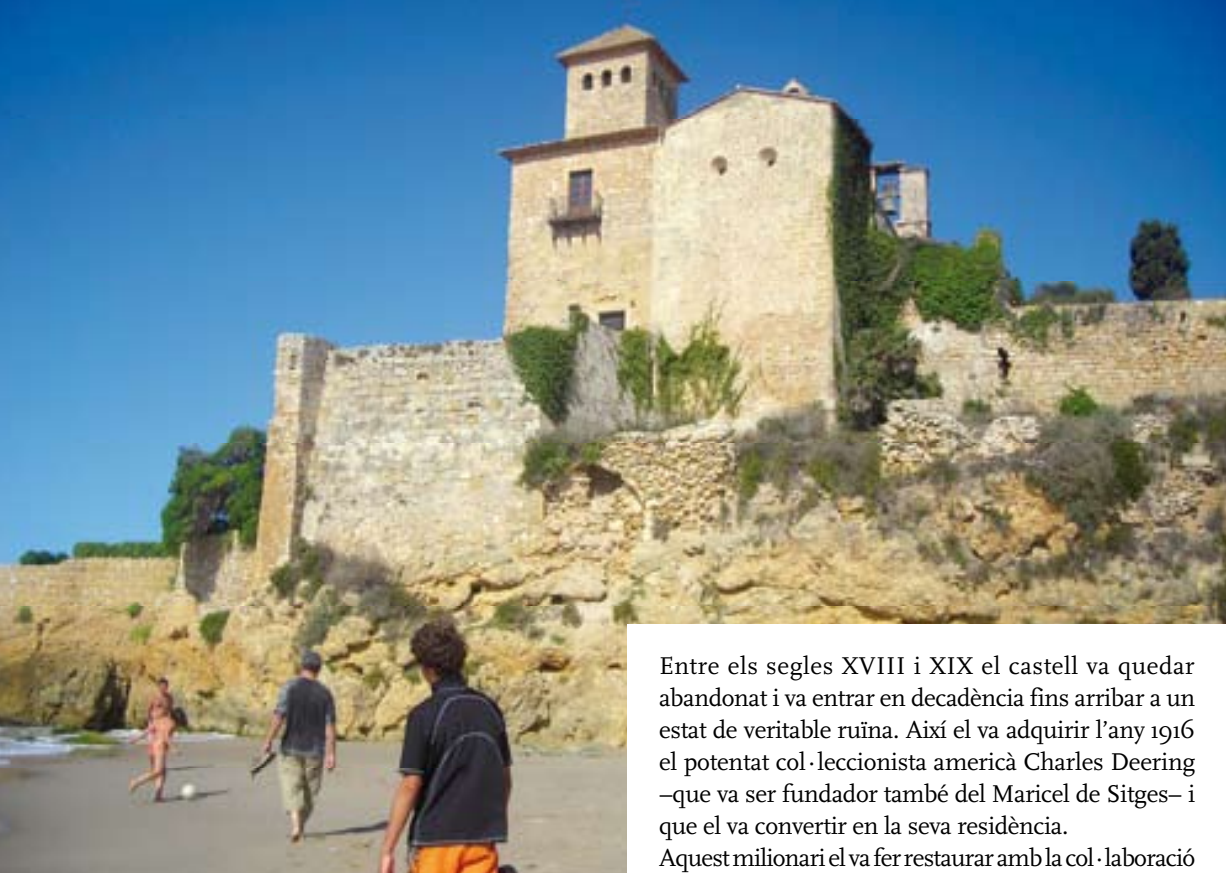 Entre els segles XVIII i XIX el castell va quedar
abandonat i va entrar en decadència fins arribar a un
estat de veritable ruïna. Així el va adquirir l’any 1916
el potentat col·leccionista americà Charles Deering
–que va ser fundador també del Maricel de Sitges– i
que el va convertir en la seva residència.
Aquest milionari el va fer restaurar amb la col·laboració